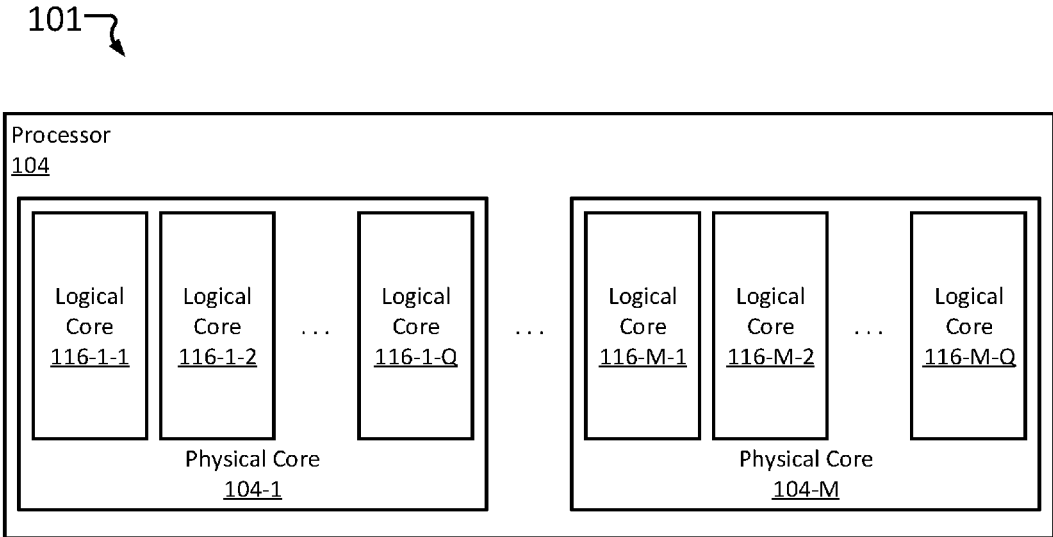 101
Processor
104
Logical Core 116-1-1
Logical Core 116-1-2
. . .
Logical Core 116-1-Q
Physical Core
104-1
. . .
Logical Core 116-M-1
Logical Core 116-M-2
. . .
Logical Core 116-M-Q
Physical Core
104-M